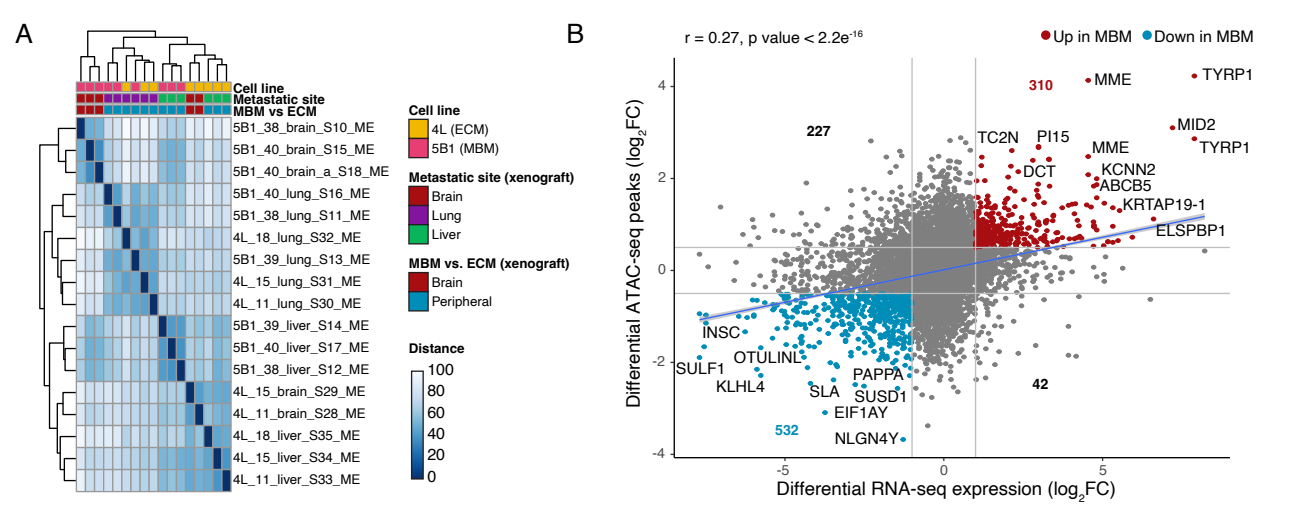 A
Cell line
Metastatic site
MBM vs ECM
5B1_38_brain_S10_ME
5B1_40_brain_S15_ME
5B1_40_brain_a_S18_ME
5B1_40_lung_S16_ME
5B1_38_lung_S11_ME
4L_18_lung_S32_ME
5B1_39_lung_S13_ME
4L_15_lung_S31_ME
4L_11_lung_S30_ME
5B1_39_liver_S14_ME
5B1_40_liver_S17_ME
5B1_38_liver_S12_ME
4L_15_brain_S29_ME
4L_11_brain_S28_ME
4L_18_liver_S35_ME
4L_15_liver_S34_ME
4L_11_liver_S33_ME
Cell line
4L (ECM)
5B1 (MBM)
Metastatic site (xenograft)
Brain
Lung
Liver
MBM vs. ECM (xenograft)
Brain
Peripheral
Distance
100
80
60
40
20
0
B
r = 0.27, p value < 2.2e-16
Up in MBM
Down in MBM
Differential ATAC-seq peaks (log2FC)
4
2
0
-2
-4
227
310
532
42
MME
TYRP1
MID2
TYRP1
TC2N
PI15
MME
DCT
KCNN2
ABCB5
KRTAP19-1
ELSPBP1
INSC
SULF1
OTULINL
KLHL4
SLA
PAPPA
SUSD1
EIF1AY
NLGN4Y
-5
0
5
Differential RNA-seq expression (log2FC)